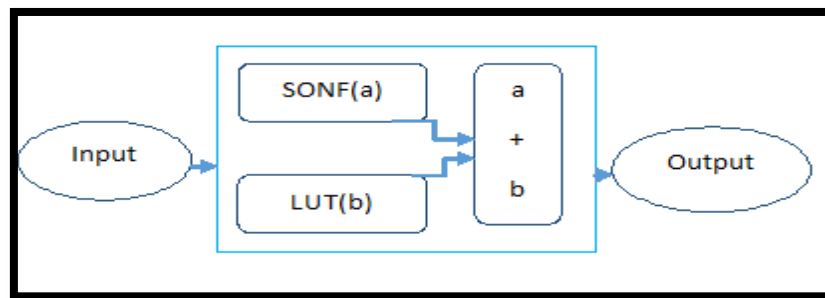 Input
SONF(a)
LUT(b)
a
+
b
Output